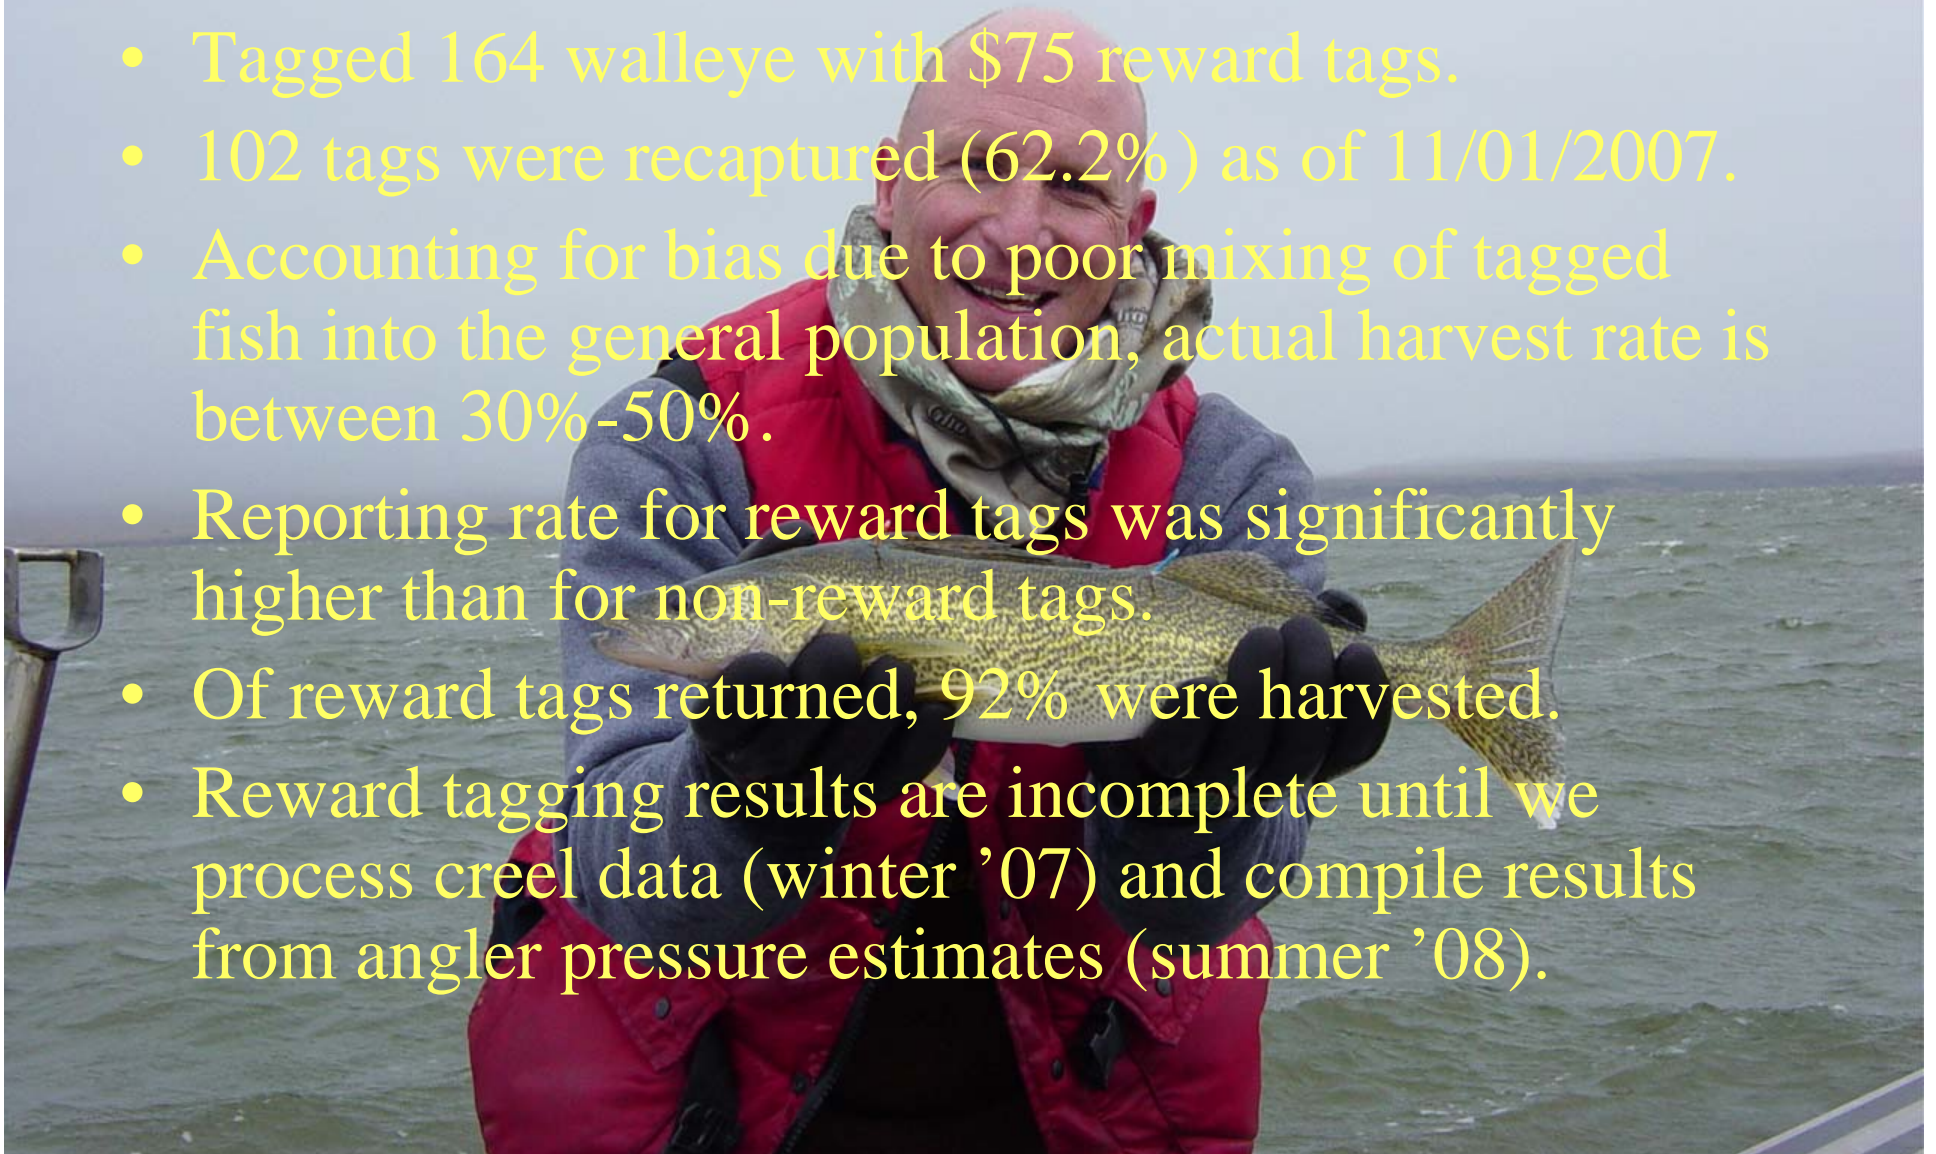 • Tagged 164 walleye with $75 reward tags.
• 102 tags were recaptured (62.2%) as of 11/01/2007.
• Accounting for bias due to poor mixing of tagged
fish into the general population, actual harvest rate is
between 30%-50%.
• Reporting rate for reward tags was significantly
higher than for non-reward tags.
• Of reward tags returned, 92% were harvested.
• Reward tagging results are incomplete until we
process creel data (winter ’07) and compile results
from angler pressure estimates (summer ’08).